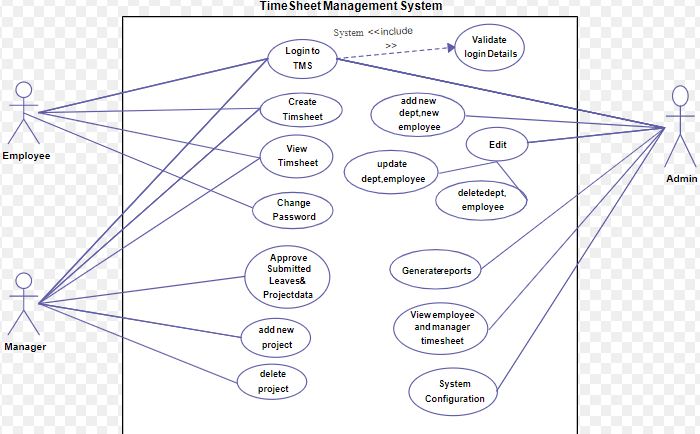 TimeSheet Management System
System <<include
>>
Login to
TMS
Validate
login Details
Create
Timsheet
add new
dept,new
employee
Employee
View
Timsheet
Edit
update
dept,employee
Admin
Change
Password
deletedept,
employee
Approve
Submitted
Leaves&
Projectdata
Generatereports
Manager
add new
project
View employee
and manager
timesheet
delete
project
System
Configuration